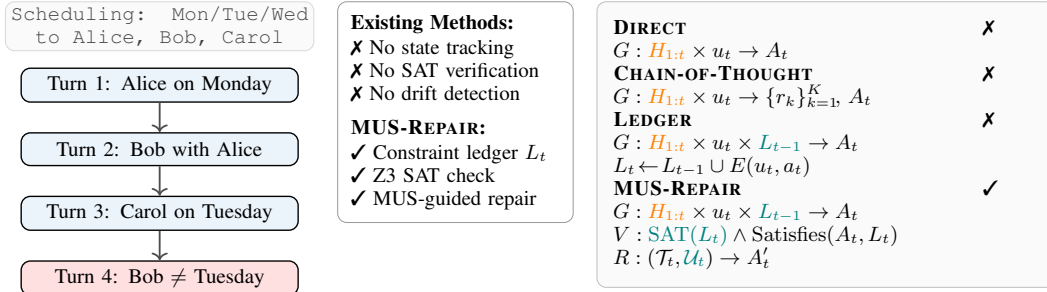 Scheduling: Mon/Tue/Wed
to Alice, Bob, Carol
Turn 1: Alice on Monday
Turn 2: Bob with Alice
Turn 3: Carol on Tuesday
Turn 4: Bob ≠ Tuesday
Existing Methods:
✗ No state tracking
✗ No SAT verification
✗ No drift detection
MUS-REPAIR:
✓ Constraint ledger L_t
✓ Z3 SAT check
✓ MUS-guided repair
DIRECT ✗
G : H_{1:t} × u_t → A_t
CHAIN-OF-THOUGHT ✗
G : H_{1:t} × u_t → {r_k}_{k=1}^K, A_t
LEDGER ✗
G : H_{1:t} × u_t × L_{t−1} → A_t
L_t ← L_{t−1} ∪ E(u_t, a_t)
MUS-REPAIR ✓
G : H_{1:t} × u_t × L_{t−1} → A_t
V : SAT(L_t) ∧ Satisfies(A_t, L_t)
R : (𝒯_t, 𝒰_t) → A′_t